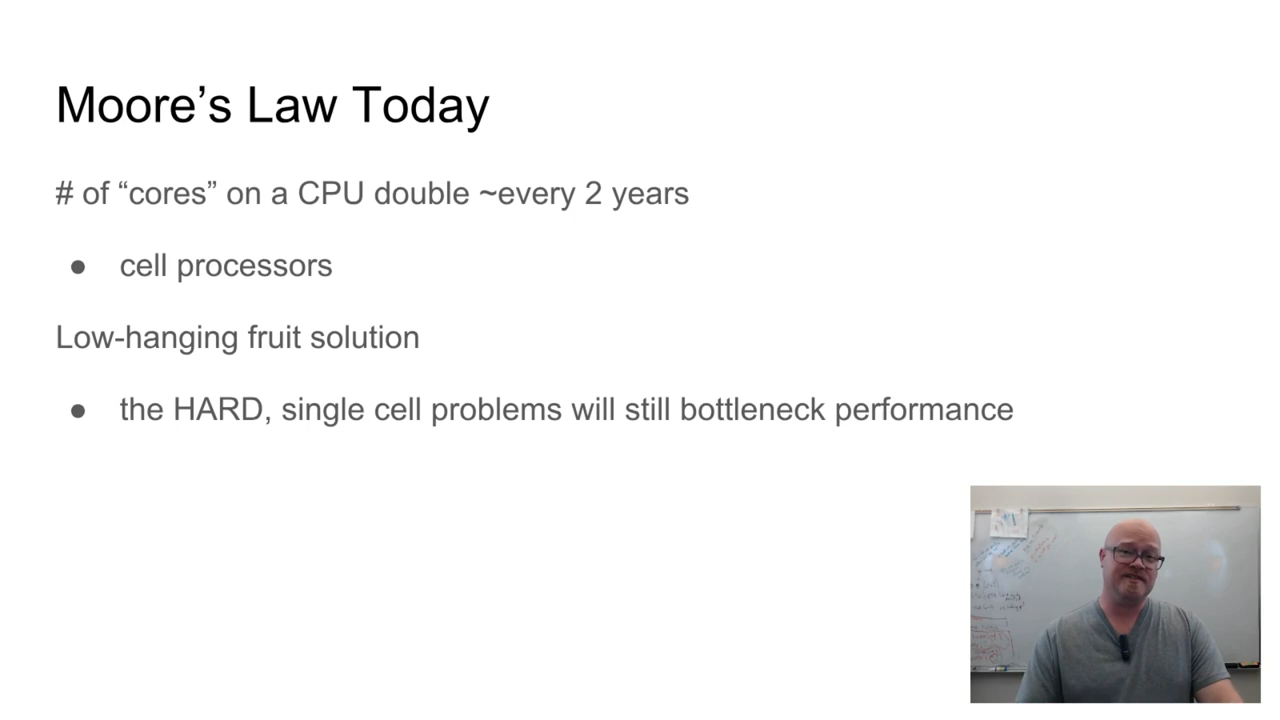 Moore’s Law Today
# of “cores” on a CPU double ~every 2 years
● cell processors
Low-hanging fruit solution
● the HARD, single cell problems will still bottleneck performance